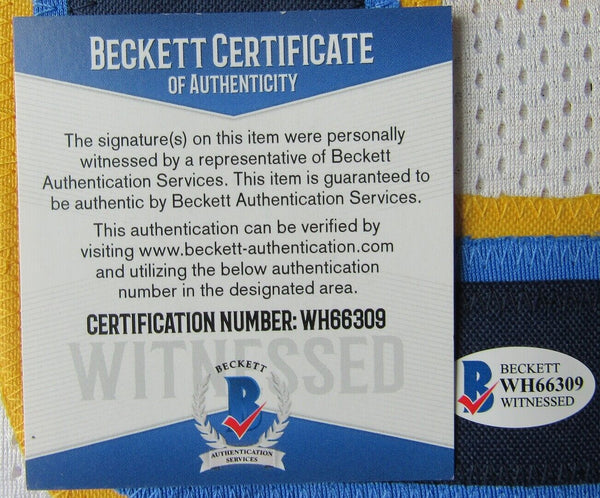 BECKETT CERTIFICATE
OF AUTHENTICITY
The signature(s) on this item were personally
witnessed by a representative of Beckett
Authentication Services. This item is guaranteed to
be authentic by Beckett Authentication Services.
This authentication can be verified by
visiting www.beckett-authentication.com
and utilizing the below authentication
number in the designated area.
CERTIFICATION NUMBER: WH66309
WITNESSED
BECKETT
B
AUTHENTICATION
SERVICES
B
BECKETT
WH66309
WITNESSED